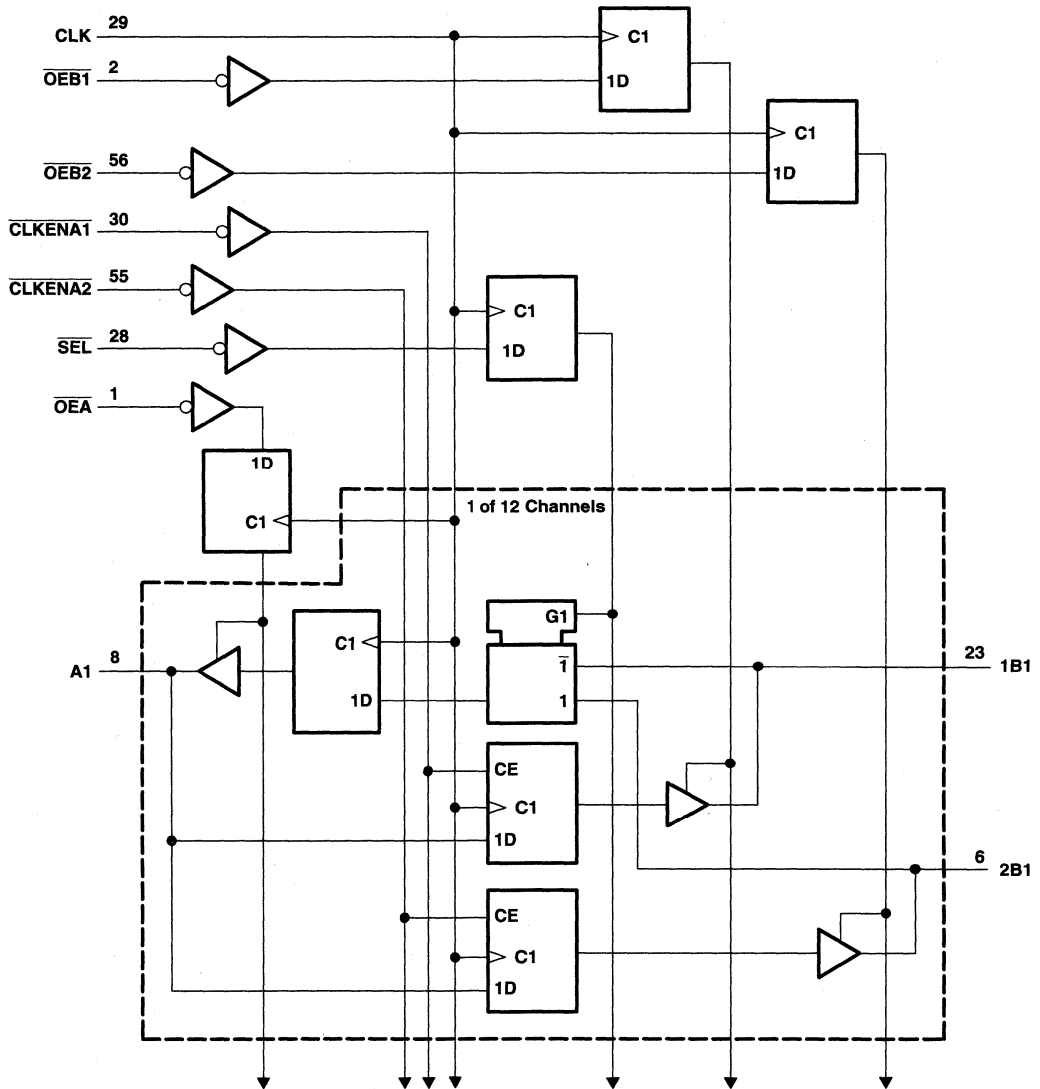 CLK 29
C1
OEB1 2
1D
C1
OEB2 56
1D
CLKENA1 30
CLKENA2 55
C1
SEL 28
1D
OEA 1
1D
1 of 12 Channels
C1
G1
C1
A1 8
1
23 1B1
1D
1
CE
C1
1D
6 2B1
CE
C1
1D